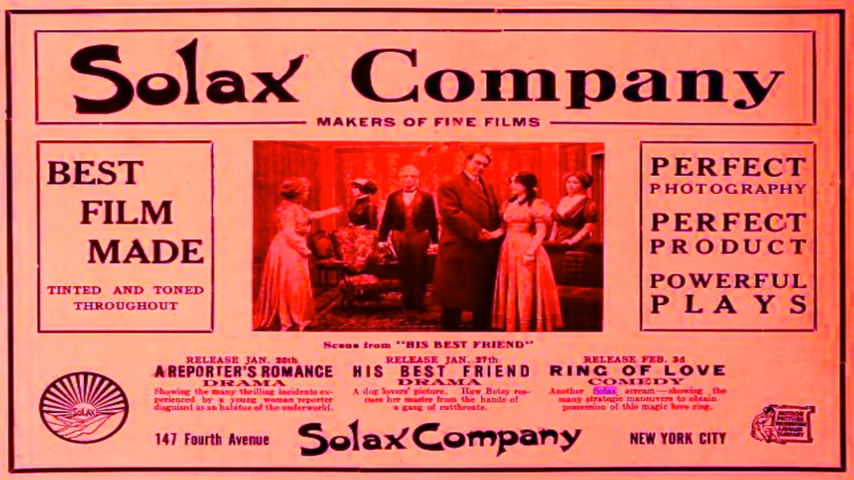 Solax Company
MAKERS OF FINE FILMS
BEST
FILM
MADE
TINTED AND TONED
THROUGHOUT
PERFECT
PHOTOGRAPHY
PERFECT
PRODUCT
POWERFUL
PLAYS
Scene from "HIS BEST FRIEND"
RELEASE JAN. 20th
A REPORTER'S ROMANCE
DRAMA
Showing the many thrilling incidents ex-
perienced by a young woman reporter
disguised as an habitue of the underworld.
RELEASE JAN. 27th
HIS BEST FRIEND
DRAMA
A dog lovers' picture. How Betsy res-
cues her master from the hands of
a gang of cutthroats.
RELEASE FEB. 3d
RING OF LOVE
COMEDY
Another Solax scream—showing the
many strategic maneuvers to obtain
possession of this magic love ring.
SOLAX
147 Fourth Avenue
Solax Company
NEW YORK CITY